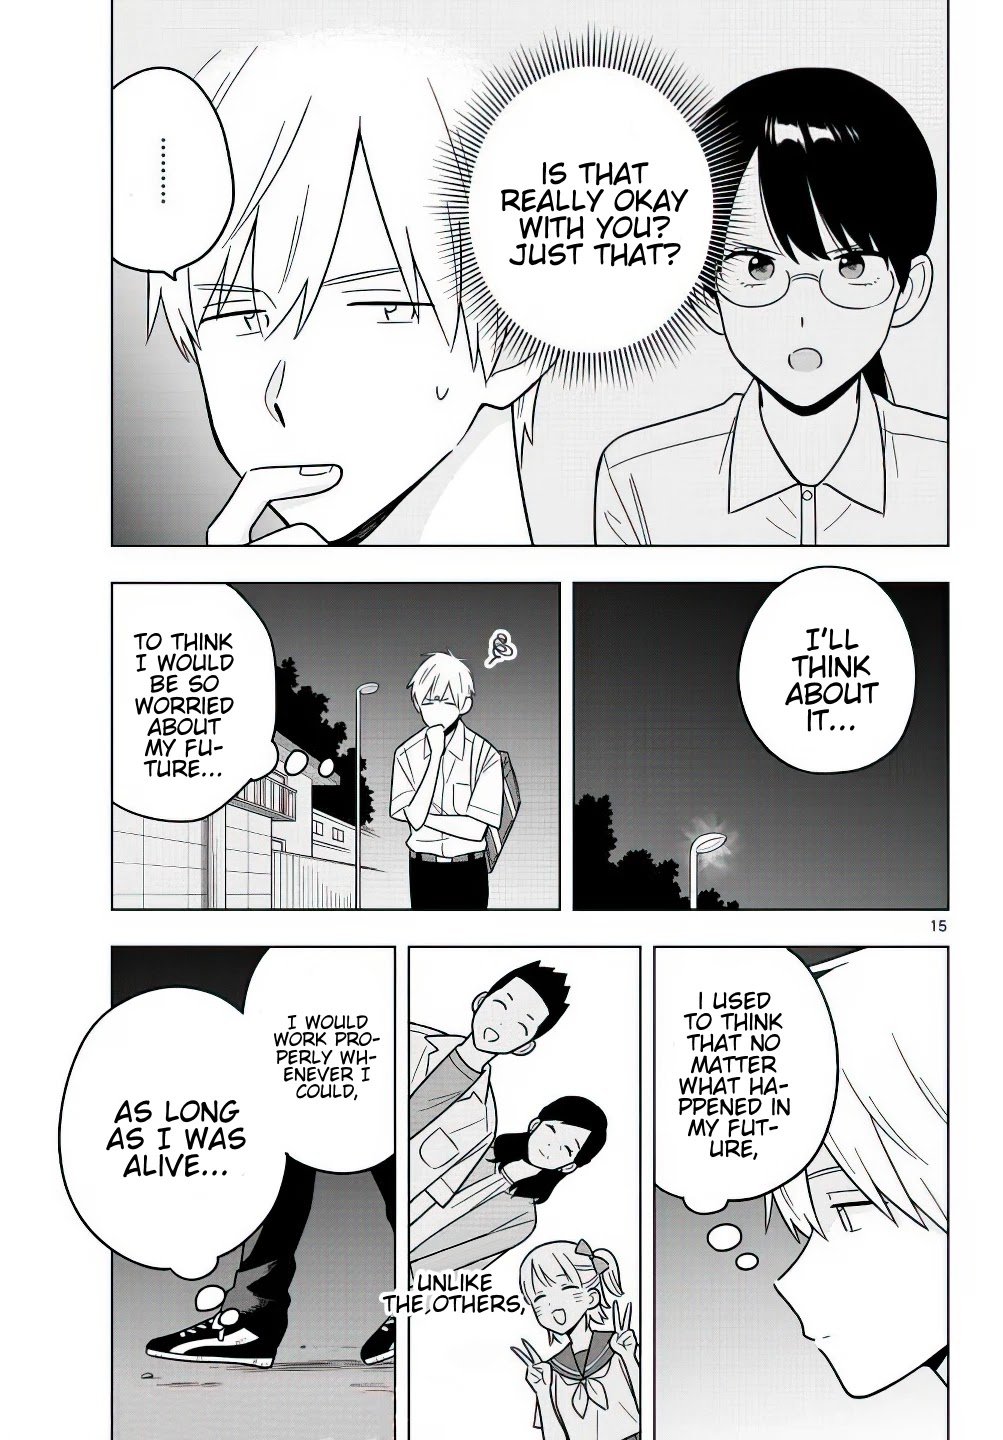 IS THAT
REALLY OKAY
WITH YOU?
JUST THAT?
.........
I'LL
THINK
ABOUT
IT...
TO THINK
I WOULD
BE SO
WORRIED
ABOUT
MY FU-
TURE...
15
I USED
TO THINK
THAT NO
MATTER
WHAT HA-
PPENED IN
MY FUT-
URE,
UNLIKE
THE OTHERS,
I WOULD
WORK PRO-
PERLY WH-
ENEVER I
COULD,
AS LONG
AS I WAS
ALIVE...